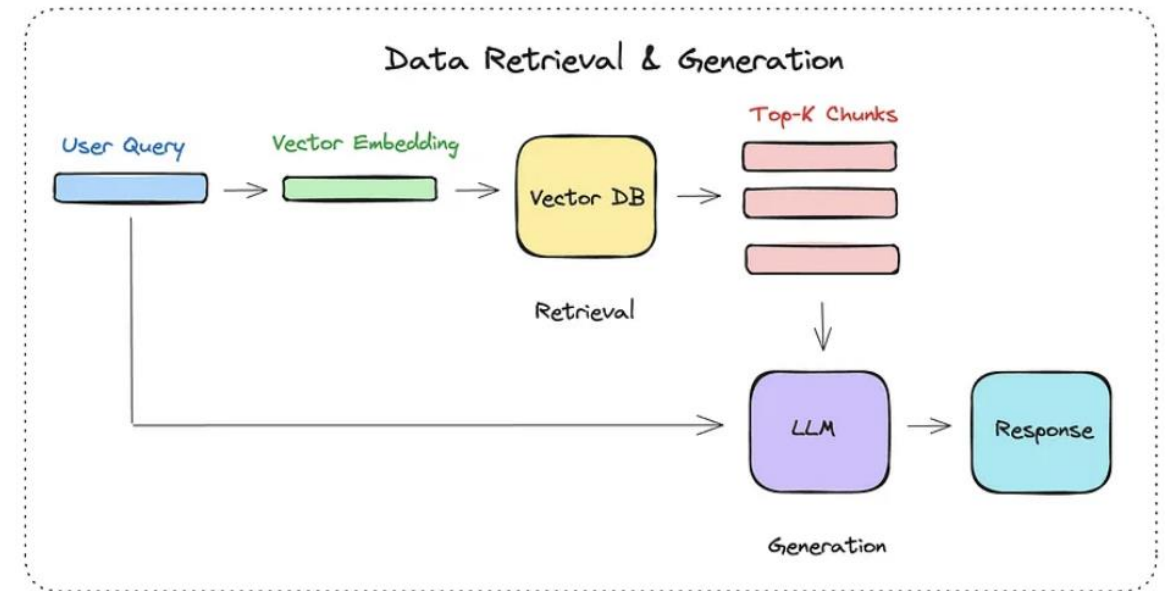 Data Retrieval & Generation
User Query
Vector Embedding
Vector DB
Top-K Chunks
Retrieval
LLM
Response
Generation